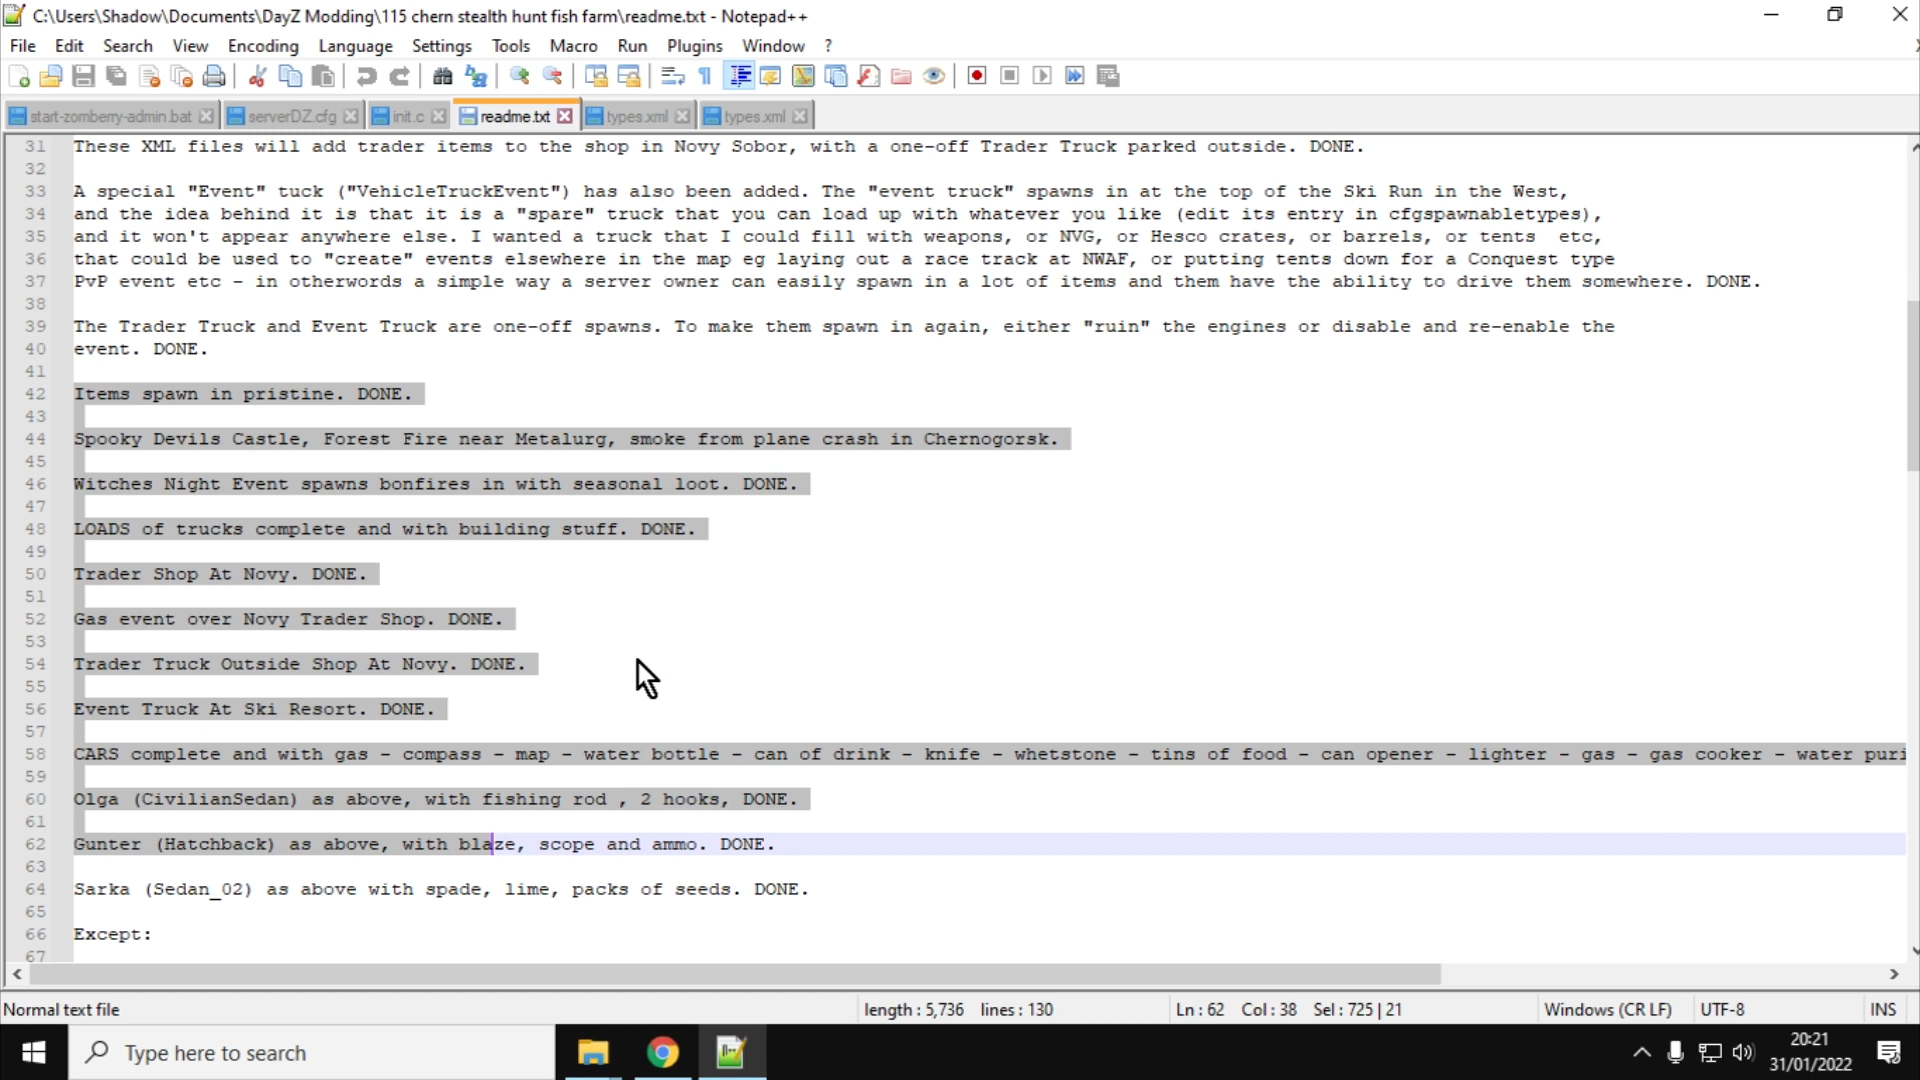 C:\Users\Shadow\Documents\DayZ Modding\115 chern stealth hunt fish farm\readme.txt - Notepad++
File Edit Search View Encoding Language Settings Tools Macro Run Plugins Window ?
start-zomberry-admin.bat serverDZ.cfg init.c readme.txt types.xml types.xml
31 These XML files will add trader items to the shop in Novy Sobor, with a one-off Trader Truck parked outside. DONE.
32
33 A special "Event" tuck ("VehicleTruckEvent") has also been added. The "event truck" spawns in at the top of the Ski Run in the West,
34 and the idea behind it is that it is a "spare" truck that you can load up with whatever you like (edit its entry in cfgspawnabletypes),
35 and it won't appear anywhere else. I wanted a truck that I could fill with weapons, or NVG, or Hesco crates, or barrels, or tents  etc,
36 that could be used to "create" events elsewhere in the map eg laying out a race track at NWAF, or putting tents down for a Conquest type
37 PvP event etc - in otherwords a simple way a server owner can easily spawn in a lot of items and them have the ability to drive them somewhere. DONE.
38
39 The Trader Truck and Event Truck are one-off spawns. To make them spawn in again, either "ruin" the engines or disable and re-enable the
40 event. DONE.
41
42 Items spawn in pristine. DONE.
43
44 Spooky Devils Castle, Forest Fire near Metalurg, smoke from plane crash in Chernogorsk.
45
46 Witches Night Event spawns bonfires in with seasonal loot. DONE.
47
48 LOADS of trucks complete and with building stuff. DONE.
49
50 Trader Shop At Novy. DONE.
51
52 Gas event over Novy Trader Shop. DONE.
53
54 Trader Truck Outside Shop At Novy. DONE.
55
56 Event Truck At Ski Resort. DONE.
57
58 CARS complete and with gas - compass - map - water bottle - can of drink - knife - whetstone - tins of food - can opener - lighter - gas - gas cooker - water puri
59
60 Olga (CivilianSedan) as above, with fishing rod , 2 hooks, DONE.
61
62 Gunter (Hatchback) as above, with blaze, scope and ammo. DONE.
63
64 Sarka (Sedan_02) as above with spade, lime, packs of seeds. DONE.
65
66 Except:
67
Normal text file length : 5,736 lines : 130 Ln : 62 Col : 38 Sel : 725 | 21 Windows (CR LF) UTF-8 INS
Type here to search
20:21
31/01/2022